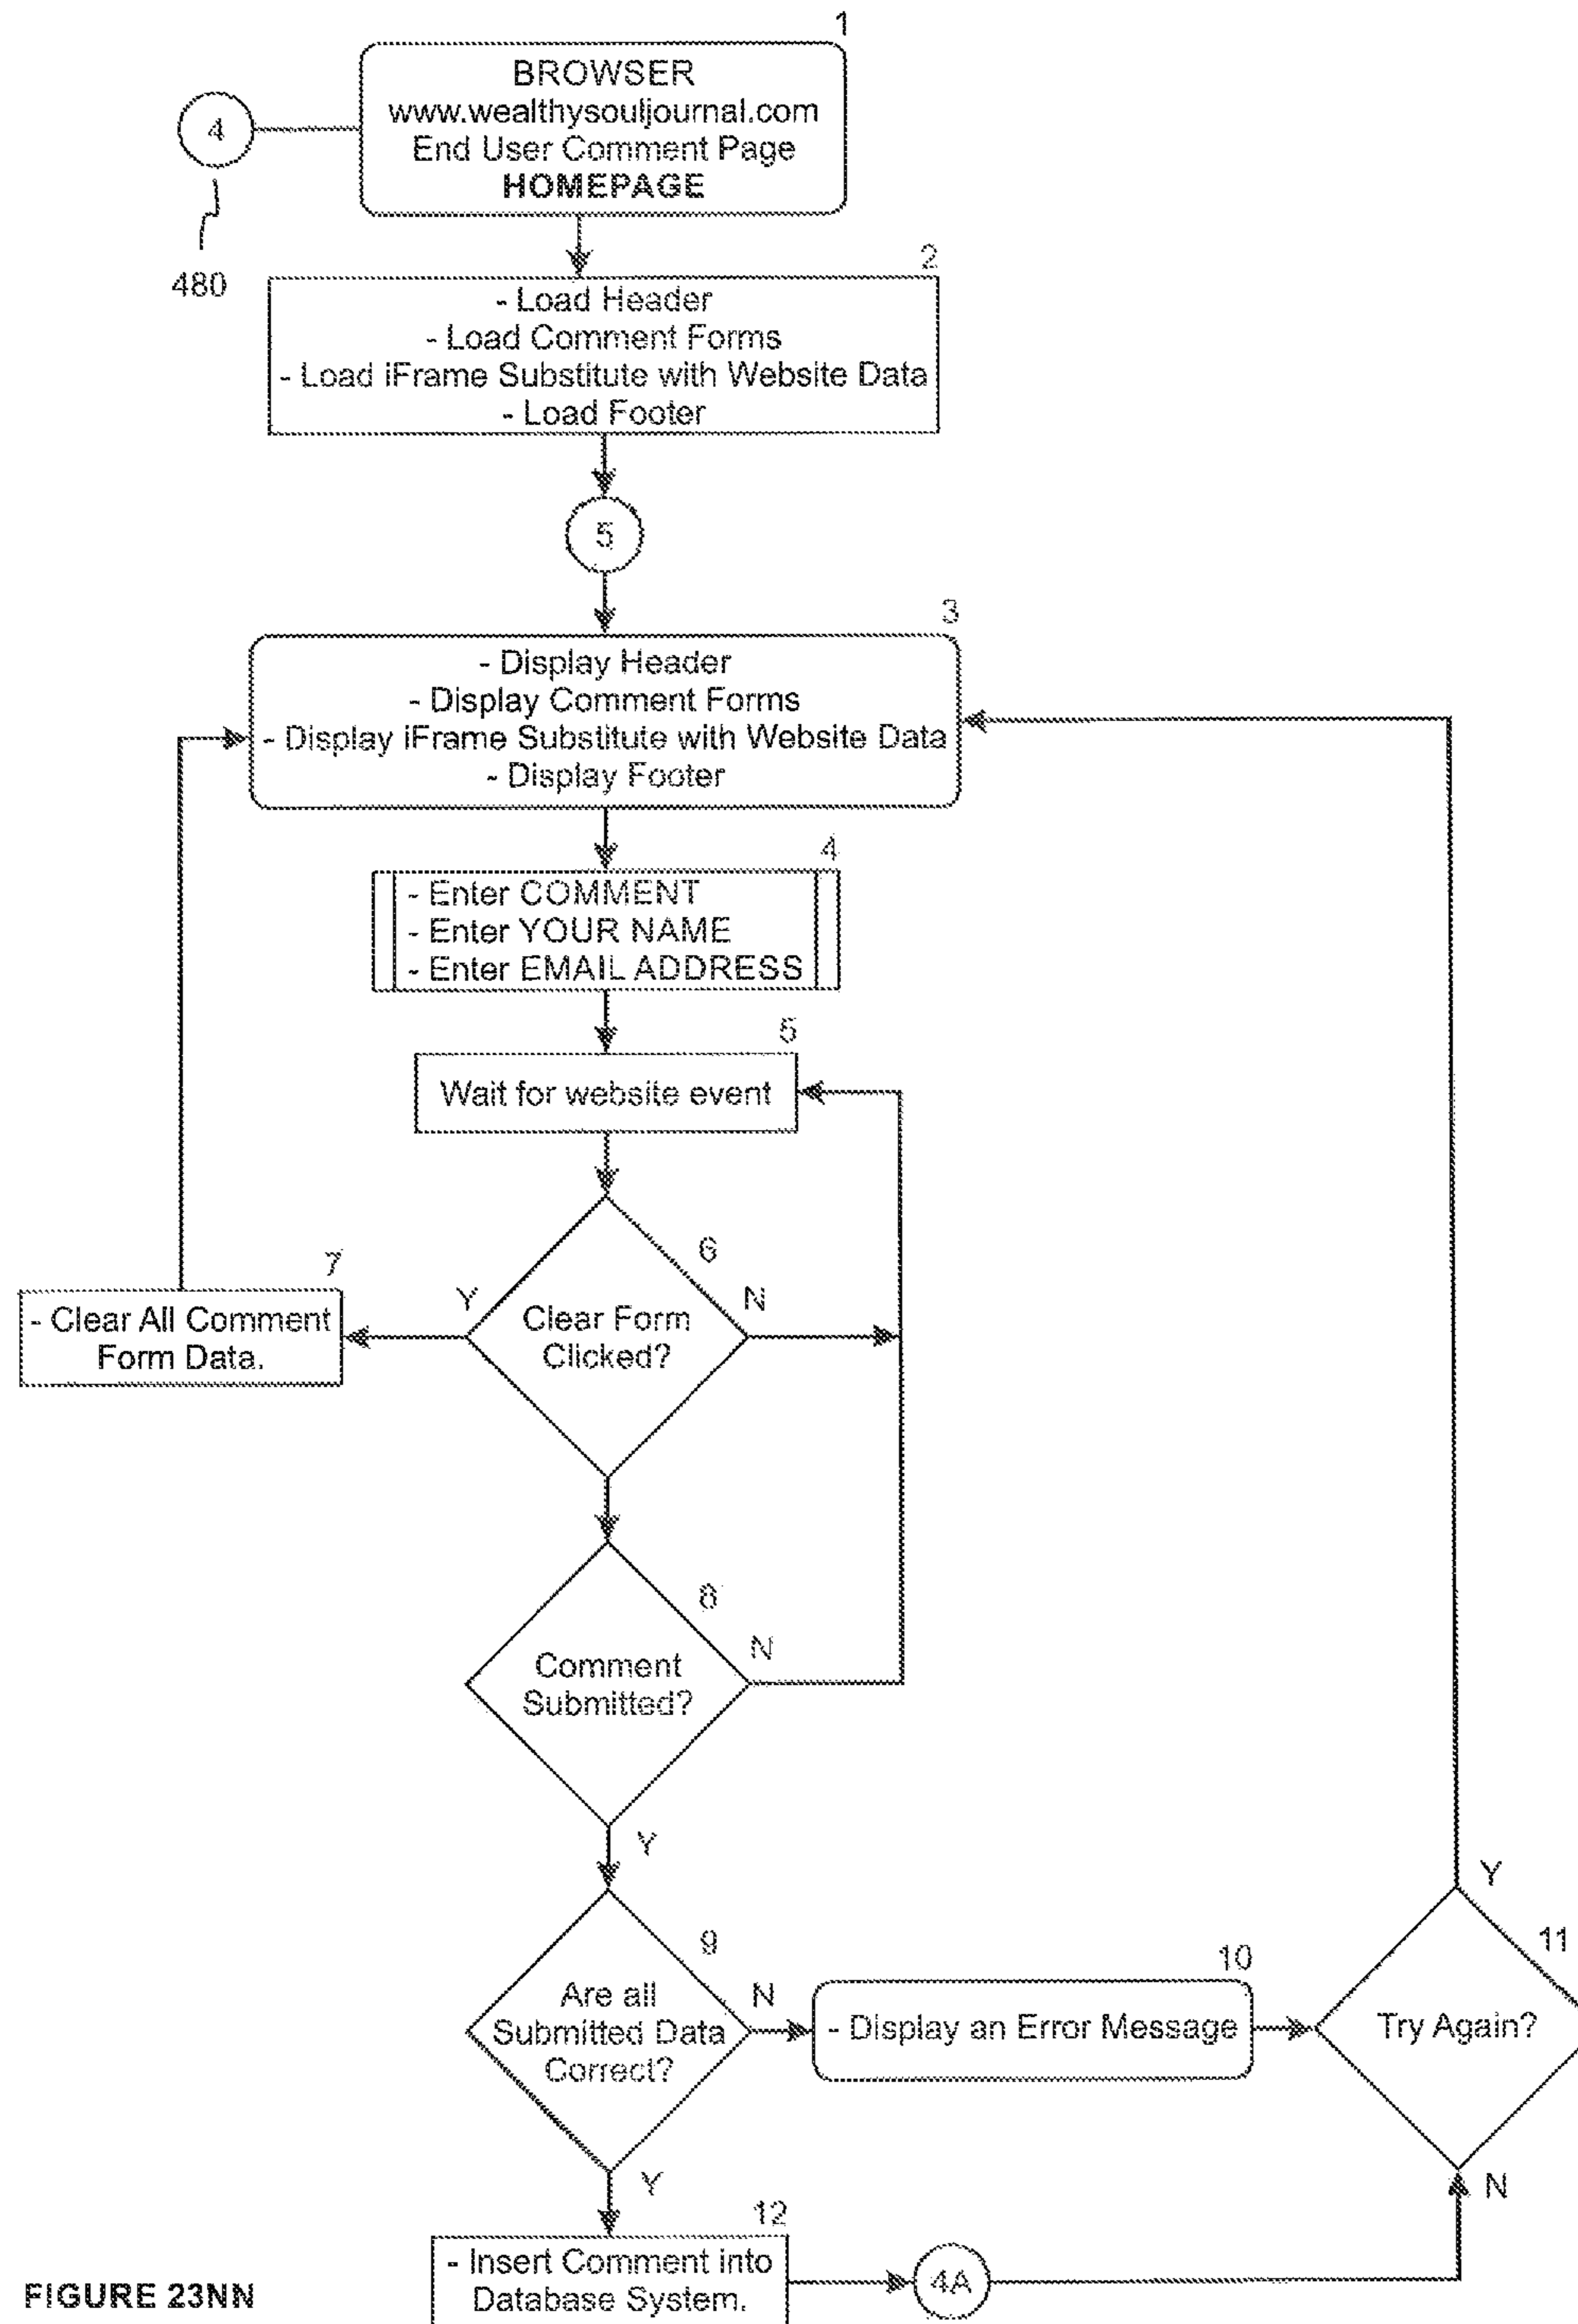 1
BROWSER
www.wealthysouljournal.com
End User Comment Page
HOMEPAGE
4
480
2
- Load Header
- Load Comment Forms
- Load iFrame Substitute with Website Data
- Load Footer
5
3
- Display Header
- Display Comment Forms
- Display iFrame Substitute with Website Data
- Display Footer
4
- Enter COMMENT
- Enter YOUR NAME
- Enter EMAIL ADDRESS
5
Wait for website event
6
Y
N
Clear Form
Clicked?
7
- Clear All Comment
Form Data.
8
N
Comment
Submitted?
Y
9
N
Are all
Submitted Data
Correct?
10
- Display an Error Message
Y
11
Try Again?
N
Y
12
- Insert Comment into
Database System.
4A
FIGURE 23NN